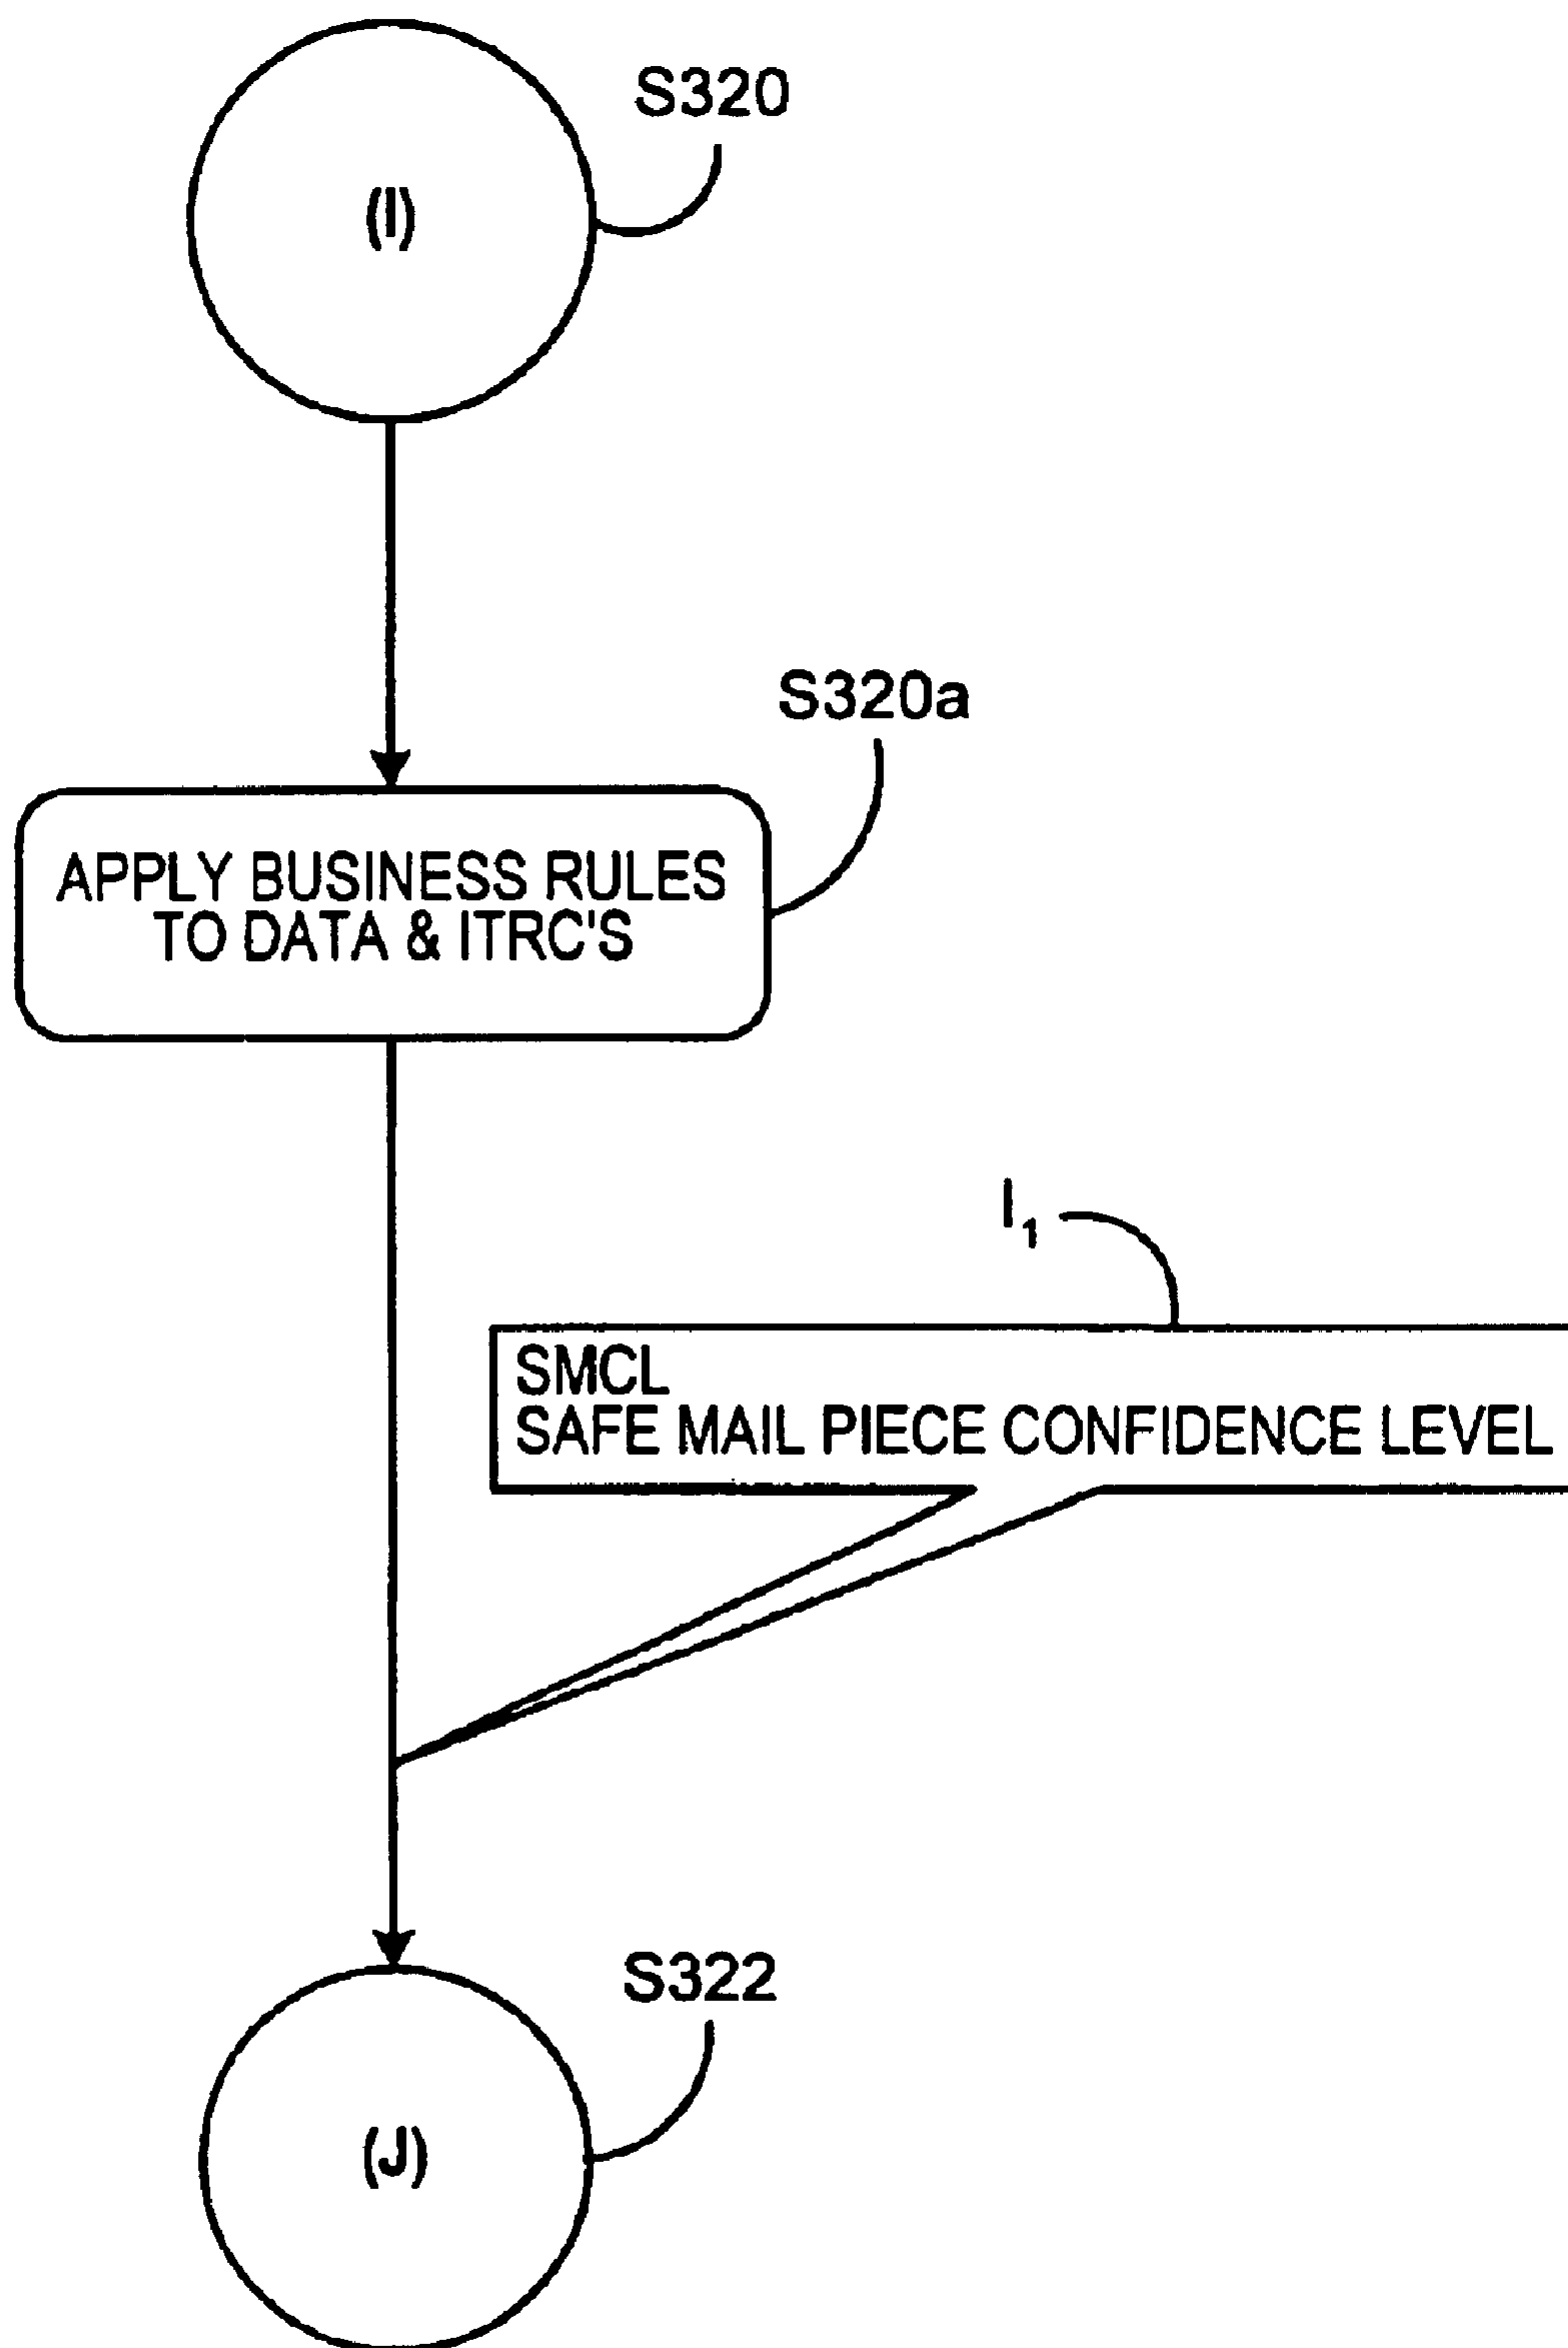 S320
(I)
S320a
APPLY BUSINESS RULES
TO DATA & ITRC'S
I1
SMCL
SAFE MAIL PIECE CONFIDENCE LEVEL
S322
(J)